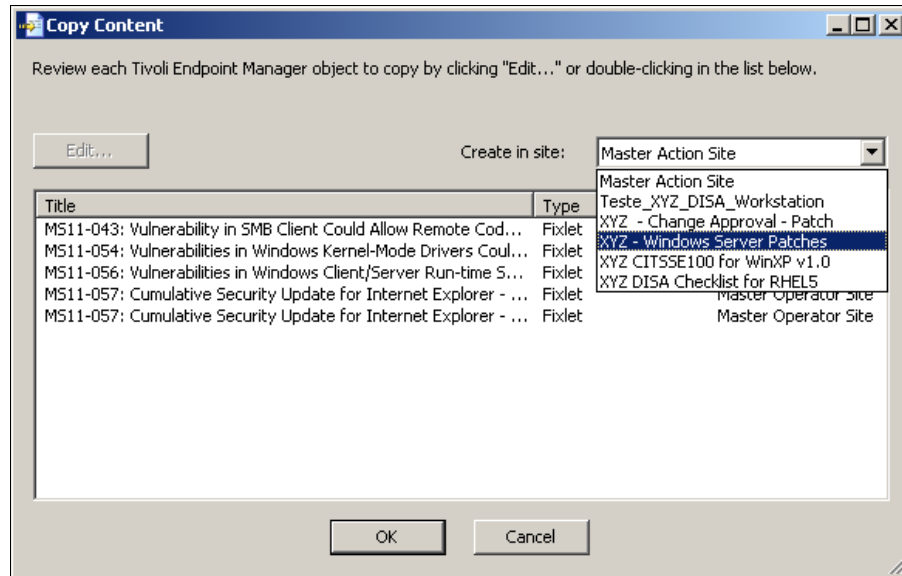 Copy Content
Review each Tivoli Endpoint Manager object to copy by clicking "Edit..." or double-clicking in the list below.
Edit...
Create in site:
Master Action Site
Master Action Site
Teste_XYZ_DISA_Workstation
XYZ - Change Approval - Patch
XYZ - Windows Server Patches
XYZ CITSSE100 for WinXP v1.0
XYZ DISA Checklist for RHEL5
Title Type
MS11-043: Vulnerability in SMB Client Could Allow Remote Cod... Fixlet
MS11-054: Vulnerabilities in Windows Kernel-Mode Drivers Coul... Fixlet
MS11-056: Vulnerabilities in Windows Client/Server Run-time S... Fixlet
MS11-057: Cumulative Security Update for Internet Explorer - ... Fixlet Master Operator Site
MS11-057: Cumulative Security Update for Internet Explorer - ... Fixlet Master Operator Site
OK Cancel